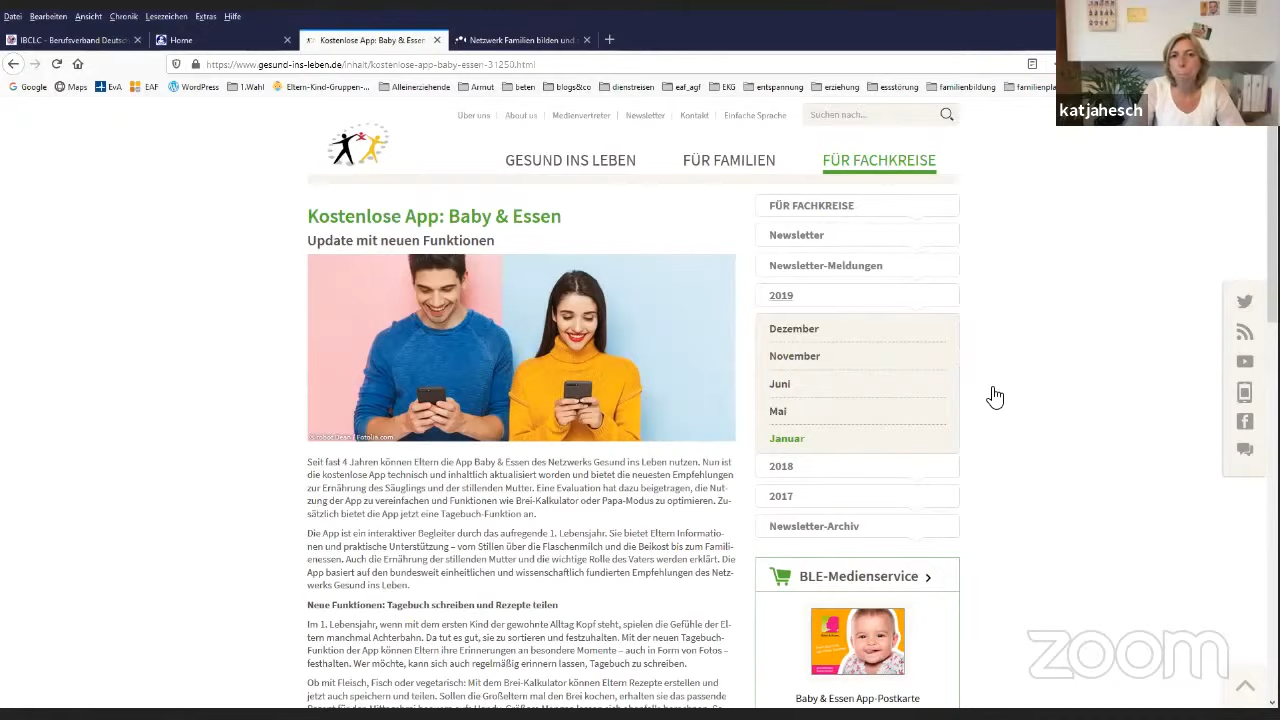 Datei Bearbeiten Ansicht Chronik Lesezeichen Extras Hilfe
IBCLC - Berufsverband Deutsc
Home
Kostenlose App: Baby & Essen
Netzwerk Familien bilden und
https://www.gesund-ins-leben.de/inhalt/kostenlose-app-baby-essen-31250.html
Google Maps EvA EAF WordPress 1.Wahl Eltern-Kind-Gruppen-... Alleinerziehende Armut beten blogs&co dienstreisen eaf_agf EKG entspannung erziehung essstörung familienbildung familienpla
katjahesch
Über uns About us Medienvertreter Newsletter Kontakt Einfache Sprache
Suchen nach...
GESUND INS LEBEN FÜR FAMILIEN FÜR FACHKREISE
Kostenlose App: Baby & Essen
Update mit neuen Funktionen
© robot Dean / Fotolia.com
Seit fast 4 Jahren können Eltern die App Baby & Essen des Netzwerks Gesund ins Leben nutzen. Nun ist
die kostenlose App technisch und inhaltlich aktualisiert worden und bietet die neuesten Empfehlungen
zur Ernährung des Säuglings und der stillenden Mutter. Eine Evaluation hat dazu beigetragen, die Nut-
zung der App zu vereinfachen und Funktionen wie Brei-Kalkulator oder Papa-Modus zu optimieren. Zu-
sätzlich bietet die App jetzt eine Tagebuch-Funktion an.
Die App ist ein interaktiver Begleiter durch das aufregende 1. Lebensjahr. Sie bietet Eltern Informatio-
nen und praktische Unterstützung – vom Stillen über die Flaschenmilch und die Beikost bis zum Famili-
enessen. Auch die Ernährung der stillenden Mutter und die wichtige Rolle des Vaters werden erklärt. Die
App basiert auf den bundesweit einheitlichen und wissenschaftlich fundierten Empfehlungen des Netz-
werks Gesund ins Leben.
Neue Funktionen: Tagebuch schreiben und Rezepte teilen
Im 1. Lebensjahr, wenn mit dem ersten Kind der gewohnte Alltag Kopf steht, spielen die Gefühle der El-
tern manchmal Achterbahn. Da tut es gut, sie zu sortieren und festzuhalten. Mit der neuen Tagebuch-
Funktion der App können Eltern ihre Erinnerungen an besondere Momente – auch in Form von Fotos –
festhalten. Wer möchte, kann sich auch regelmäßig erinnern lassen, Tagebuch zu schreiben.
Ob mit Fleisch, Fisch oder vegetarisch: Mit dem Brei-Kalkulator können Eltern Rezepte erstellen und
jetzt auch speichern und teilen. Sollen die Großeltern mal den Brei kochen, erhalten sie das passende
FÜR FACHKREISE
Newsletter
Newsletter-Meldungen
2019
Dezember
November
Juni
Mai
Januar
2018
2017
Newsletter-Archiv
BLE-Medienservice
Baby & Essen App-Postkarte
zoom